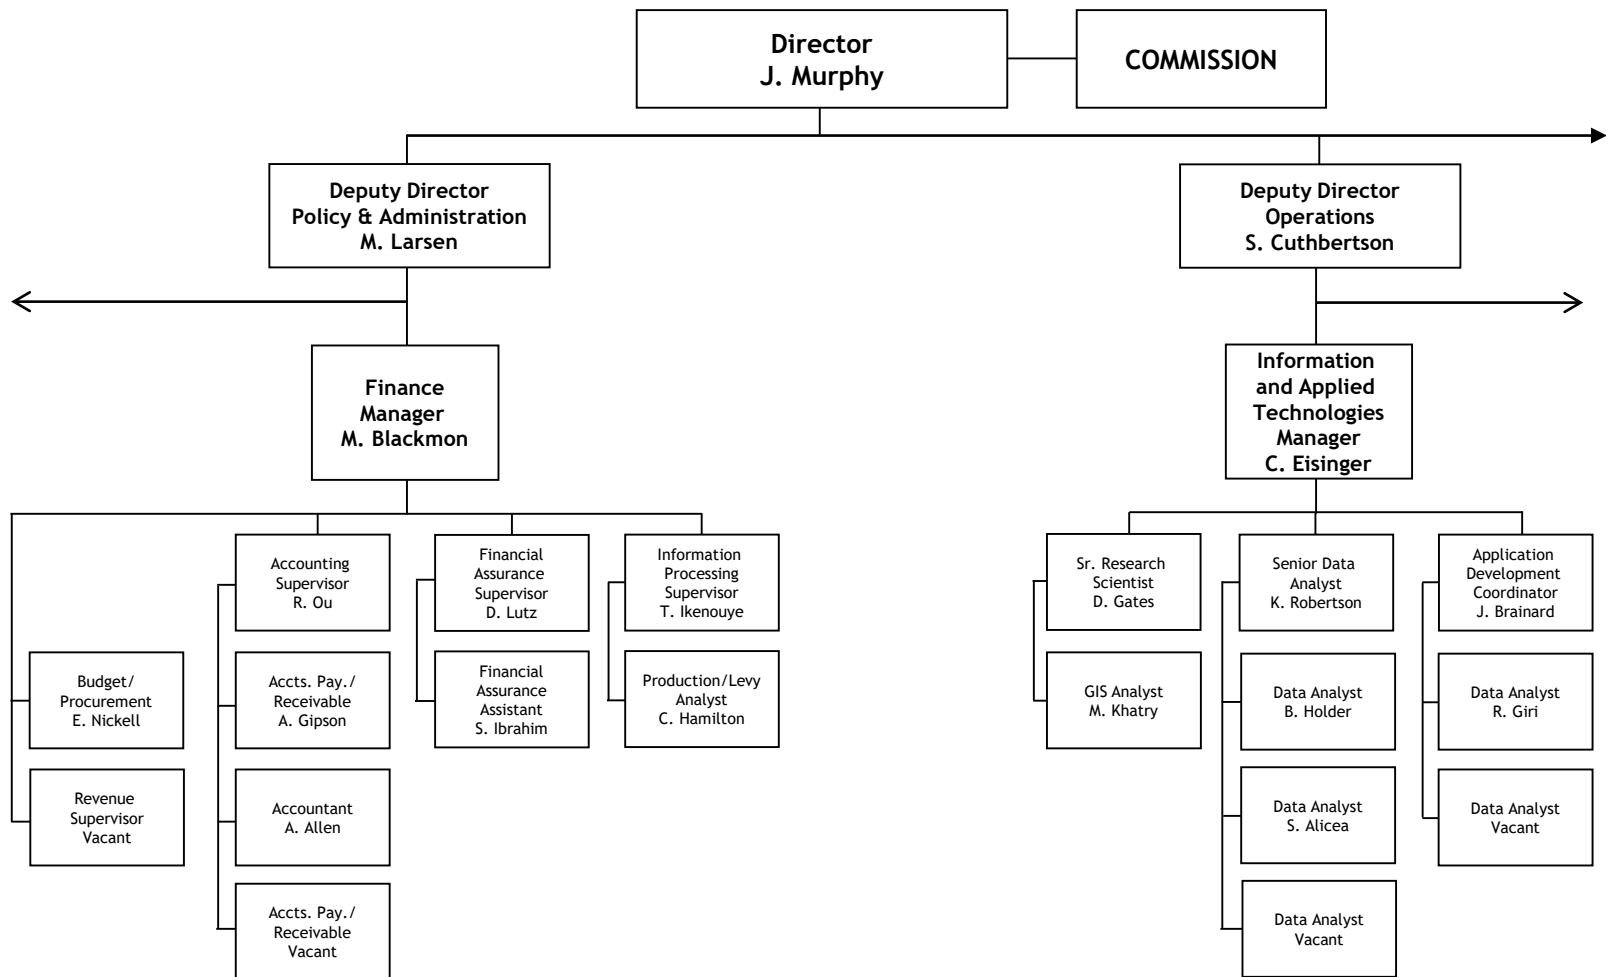 Director
J. Murphy
COMMISSION
Deputy Director
Policy & Administration
M. Larsen
Deputy Director
Operations
S. Cuthbertson
Finance
Manager
M. Blackmon
Information
and Applied
Technologies
Manager
C. Eisinger
Accounting
Supervisor
R. Ou
Financial
Assurance
Supervisor
D. Lutz
Information
Processing
Supervisor
T. Ikenouye
Sr. Research
Scientist
D. Gates
Senior Data
Analyst
K. Robertson
Application
Development
Coordinator
J. Brainard
Budget/
Procurement
E. Nickell
Accts. Pay./
Receivable
A. Gipson
Financial
Assurance
Assistant
S. Ibrahim
Production/Levy
Analyst
C. Hamilton
GIS Analyst
M. Khatry
Data Analyst
B. Holder
Data Analyst
R. Giri
Revenue
Supervisor
Vacant
Accountant
A. Allen
Data Analyst
S. Alicea
Data Analyst
Vacant
Accts. Pay./
Receivable
Vacant
Data Analyst
Vacant